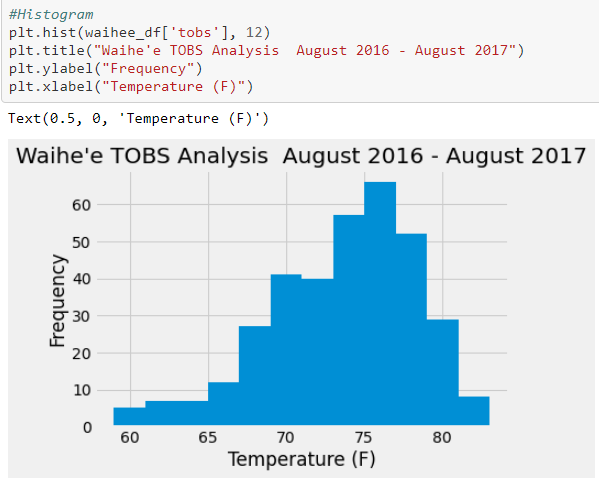 #Histogram
plt.hist(waihee_df['tobs'], 12)
plt.title("Waihe'e TOBS Analysis  August 2016 - August 2017")
plt.ylabel("Frequency")
plt.xlabel("Temperature (F)")
Text(0.5, 0, 'Temperature (F)')
Waihe'e TOBS Analysis  August 2016 - August 2017
Frequency
60
50
40
30
20
10
0
60 65 70 75 80
Temperature (F)